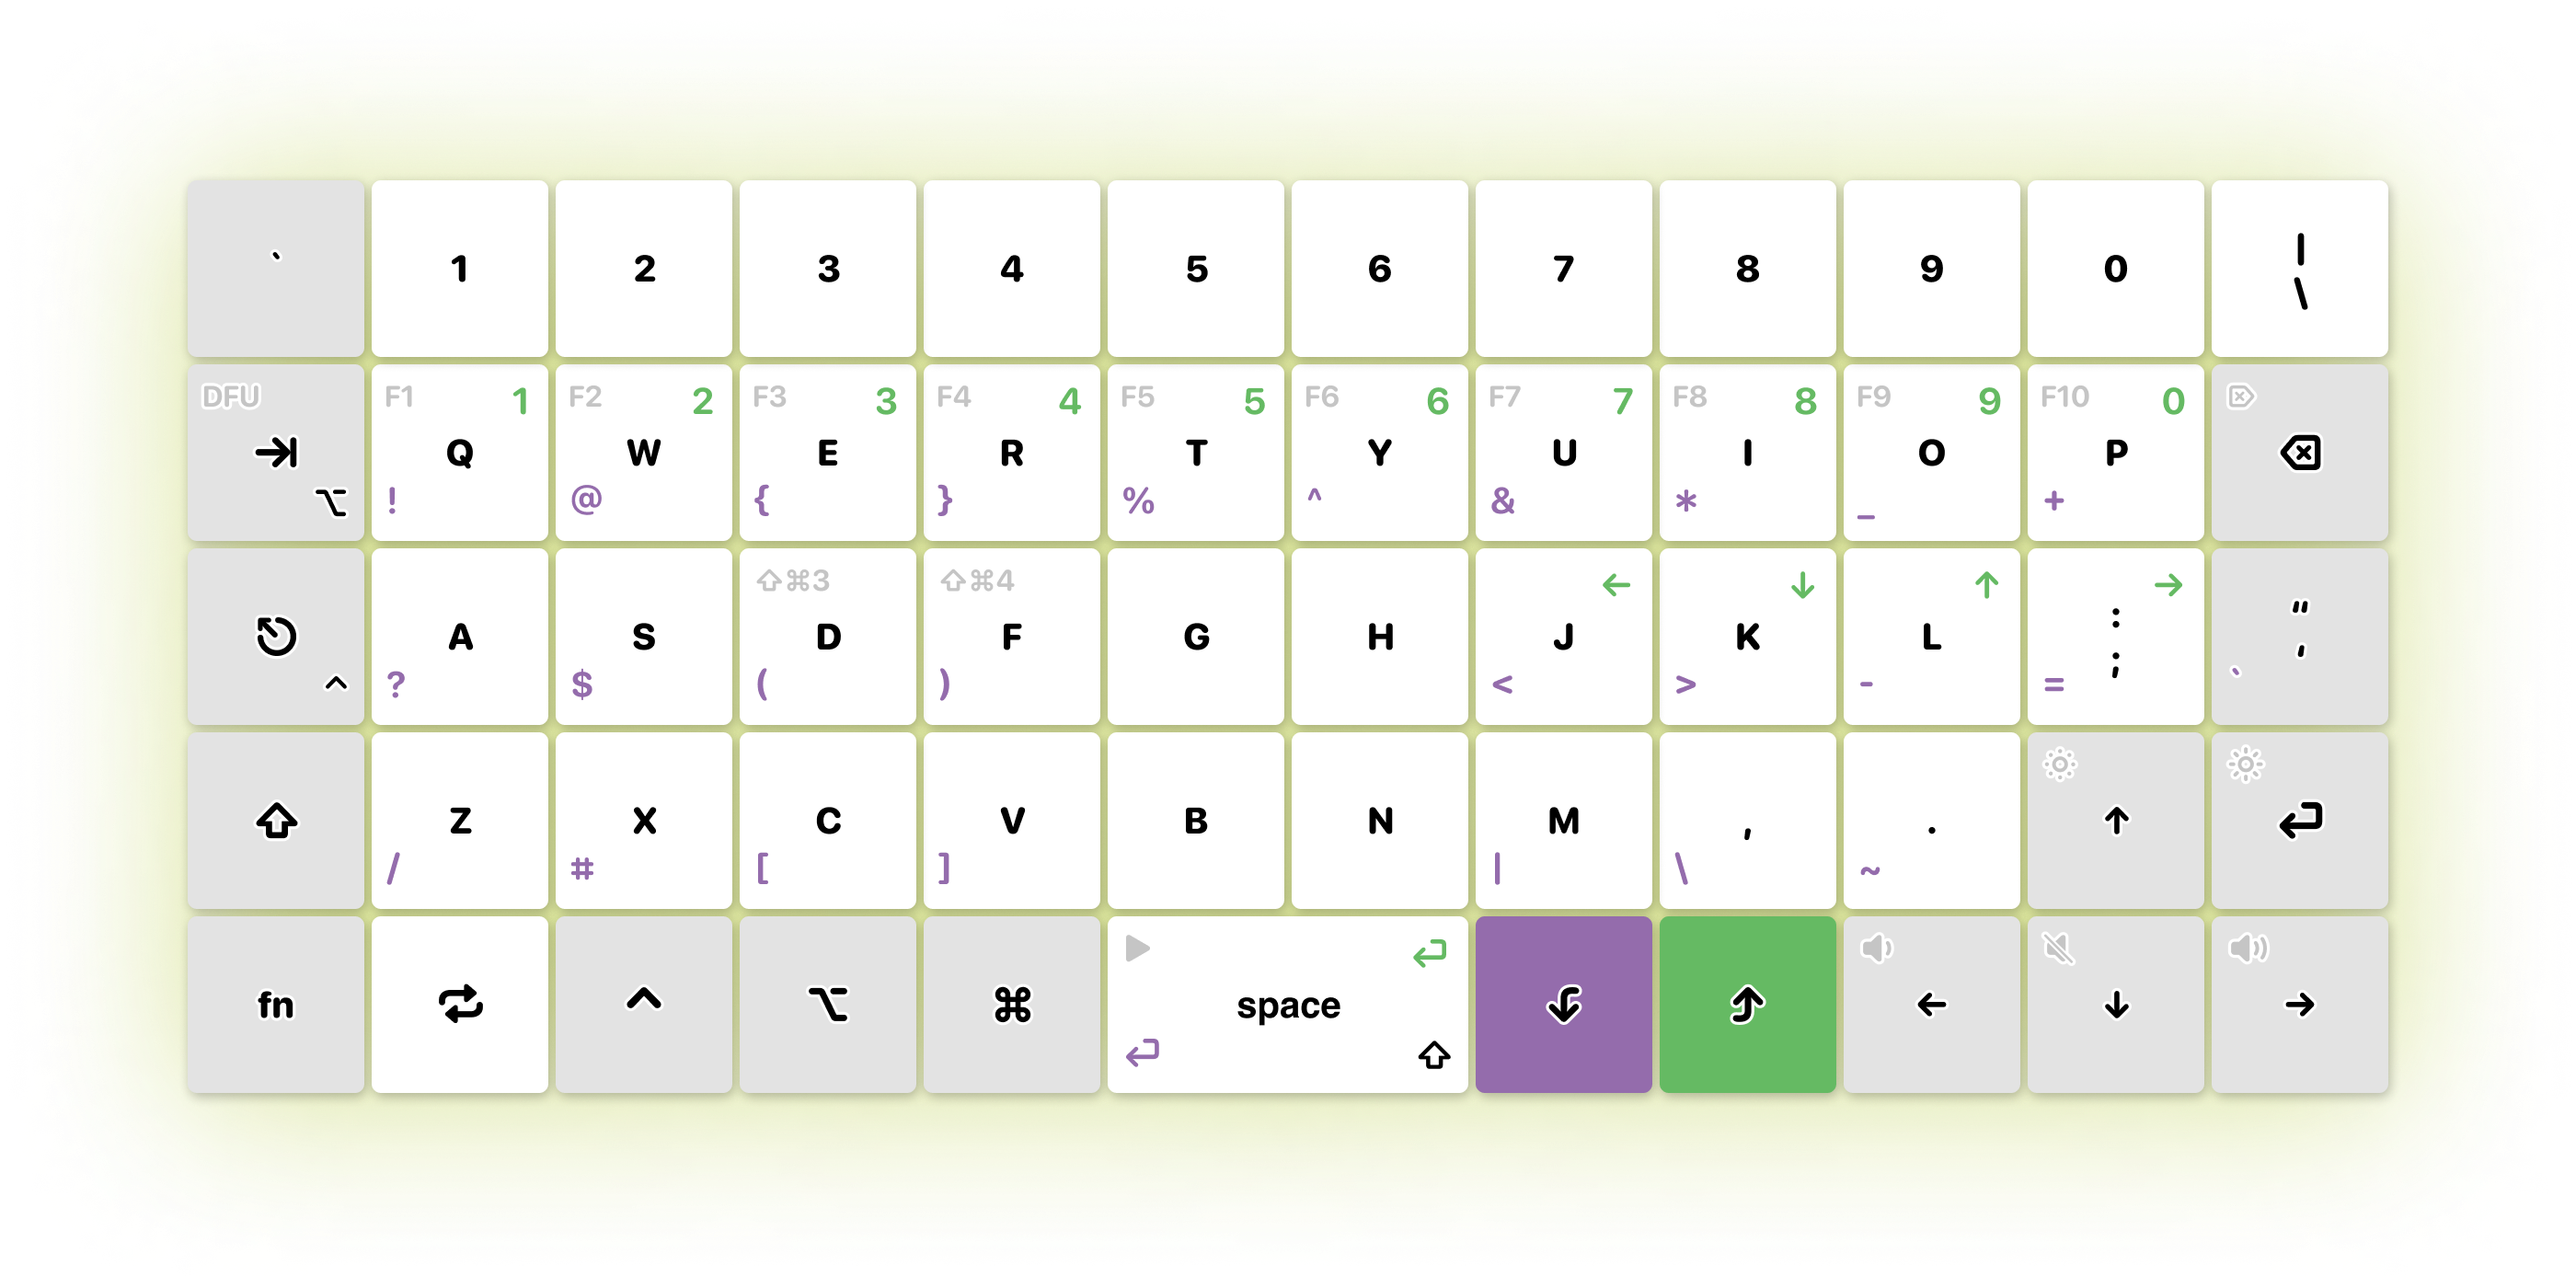 ` 1 2 3 4 5 6 7 8 9 0 |
\
DFU F1 1 F2 2 F3 3 F4 4 F5 5 F6 6 F7 7 F8 8 F9 9 F10 0 ⌦
⇥ Q W E R T Y U I O P ⌫
⌥ ! @ { } % ^ & * _ +
⇧⌘3 ⇧⌘4 ← ↓ ↑ →
⎋ A S D F G H J K L : "
; '
^ ? $ ( ) < > - = `
⇧ Z X C V B N M , . ↑ ↩
/ # [ ] | \ ~
fn ^ ⌥ ⌘ space ← ↓ →
↩ ↩ ⇧